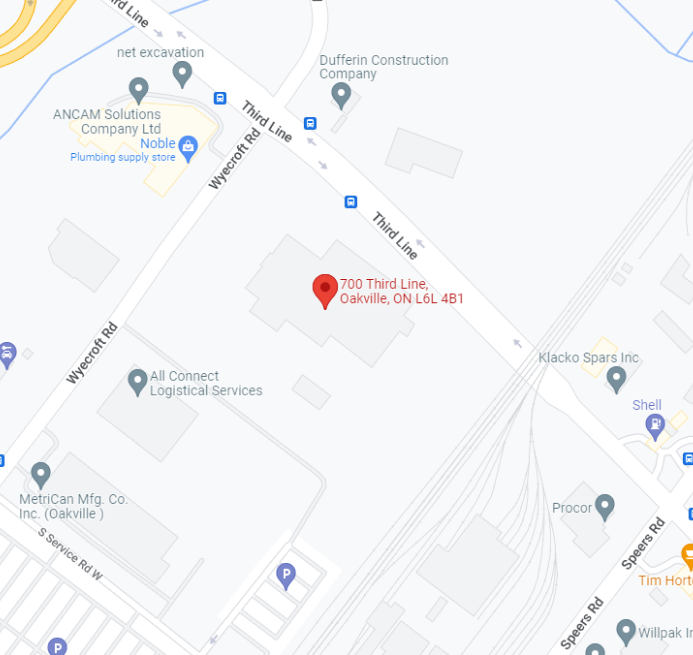 rd Line
net excavation
Dufferin Construction
Company
ANCAM Solutions
Company Ltd
Third Line
Noble
Plumbing supply store
Wyecroft Rd
Third Line
700 Third Line,
Oakville, ON L6L 4B1
Wyecroft Rd
Klacko Spars Inc
All Connect
Logistical Services
Shell
MetriCan Mfg. Co.
Inc. (Oakville )
Procor
S Service Rd W
Speers Rd
P
Tim Hort
Speers Rd
Willpak In
P